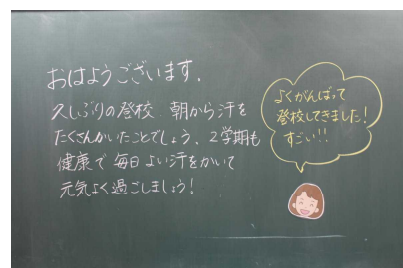 おはようございます。
久しぶりの登校 朝から汗を
たくさんかいたことでしょう。2学期も
健康で毎日よい汗をかいて
元気よく過ごしましょう!
よくがんばって
登校してきました!
すごい!!